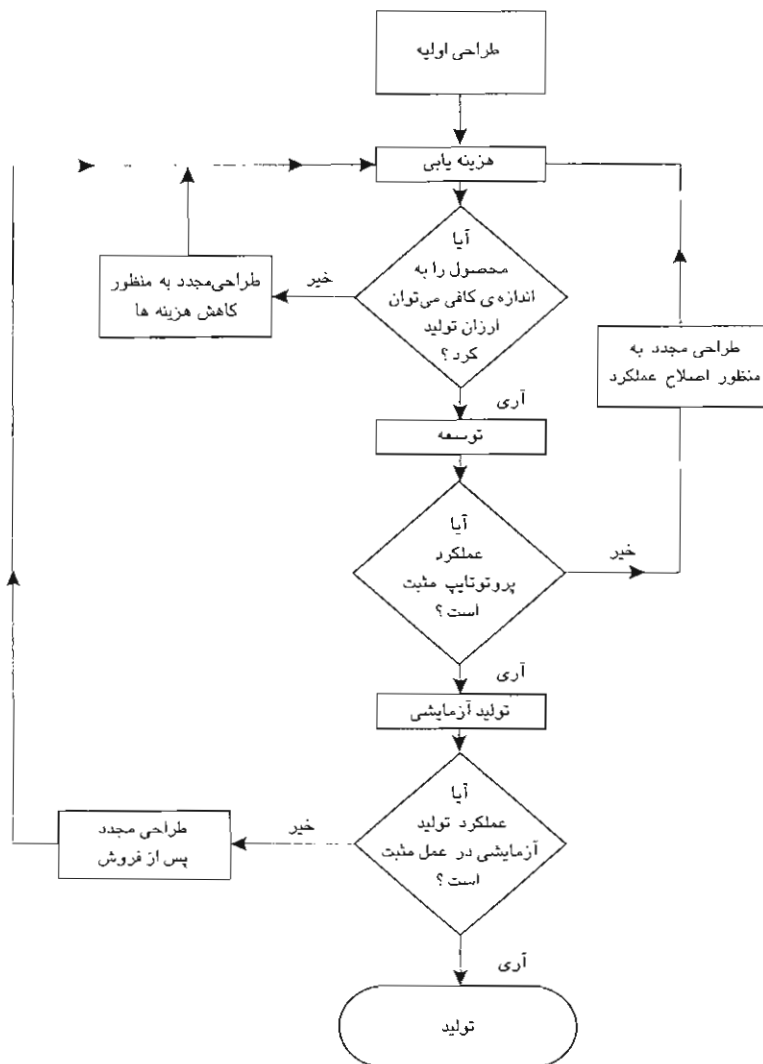 طراحی اولیه
هزینه یابی
آیا
محصول را به
اندازه ی کافی می‌توان
ارزان تولید
کرد ؟
خیر
طراحی‌مجدد به منظور
کاهش هزینه ها
آری
توسعه
آیا
عملکرد
پروتوتایپ مثبت
است ؟
خیر
طراحی مجدد به
منظور اصلاح عملکرد
آری
تولید آزمایشی
آیا
عملکرد تولید
آزمایشی در عمل مثبت
است ؟
خیر
طراحی مجدد
پس از فروش
آری
تولید